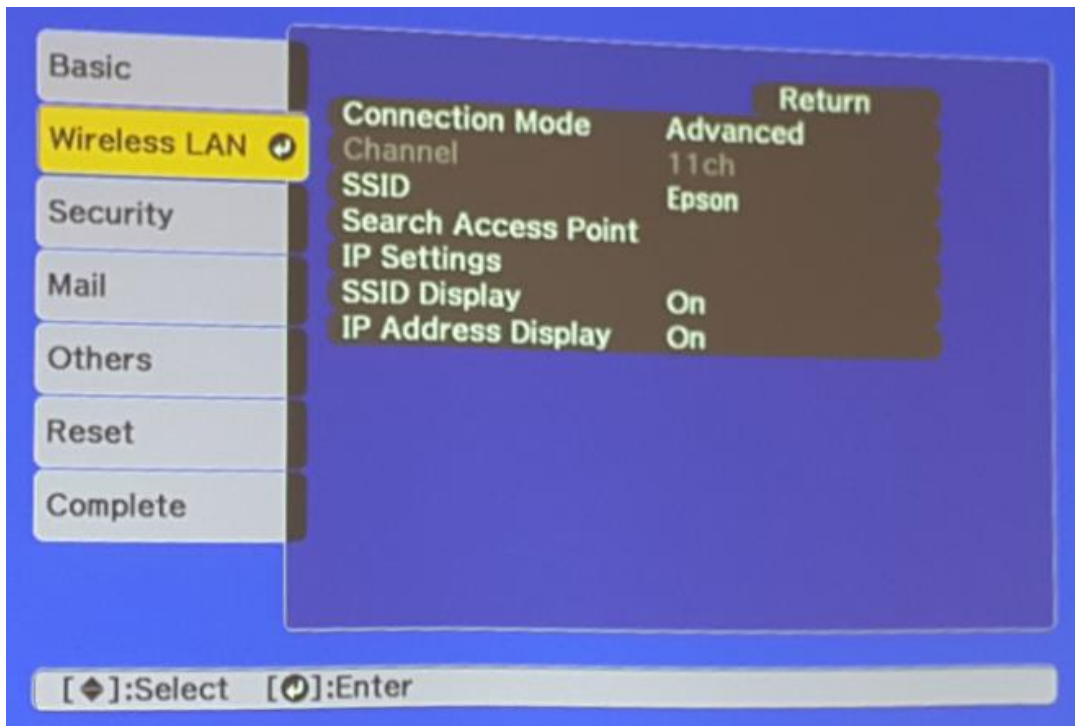 Basic
Wireless LAN
Security
Mail
Others
Reset
Complete
Return
Connection Mode Advanced
Channel 11ch
SSID Epson
Search Access Point
IP Settings
SSID Display On
IP Address Display On
[ ]:Select [ ]:Enter